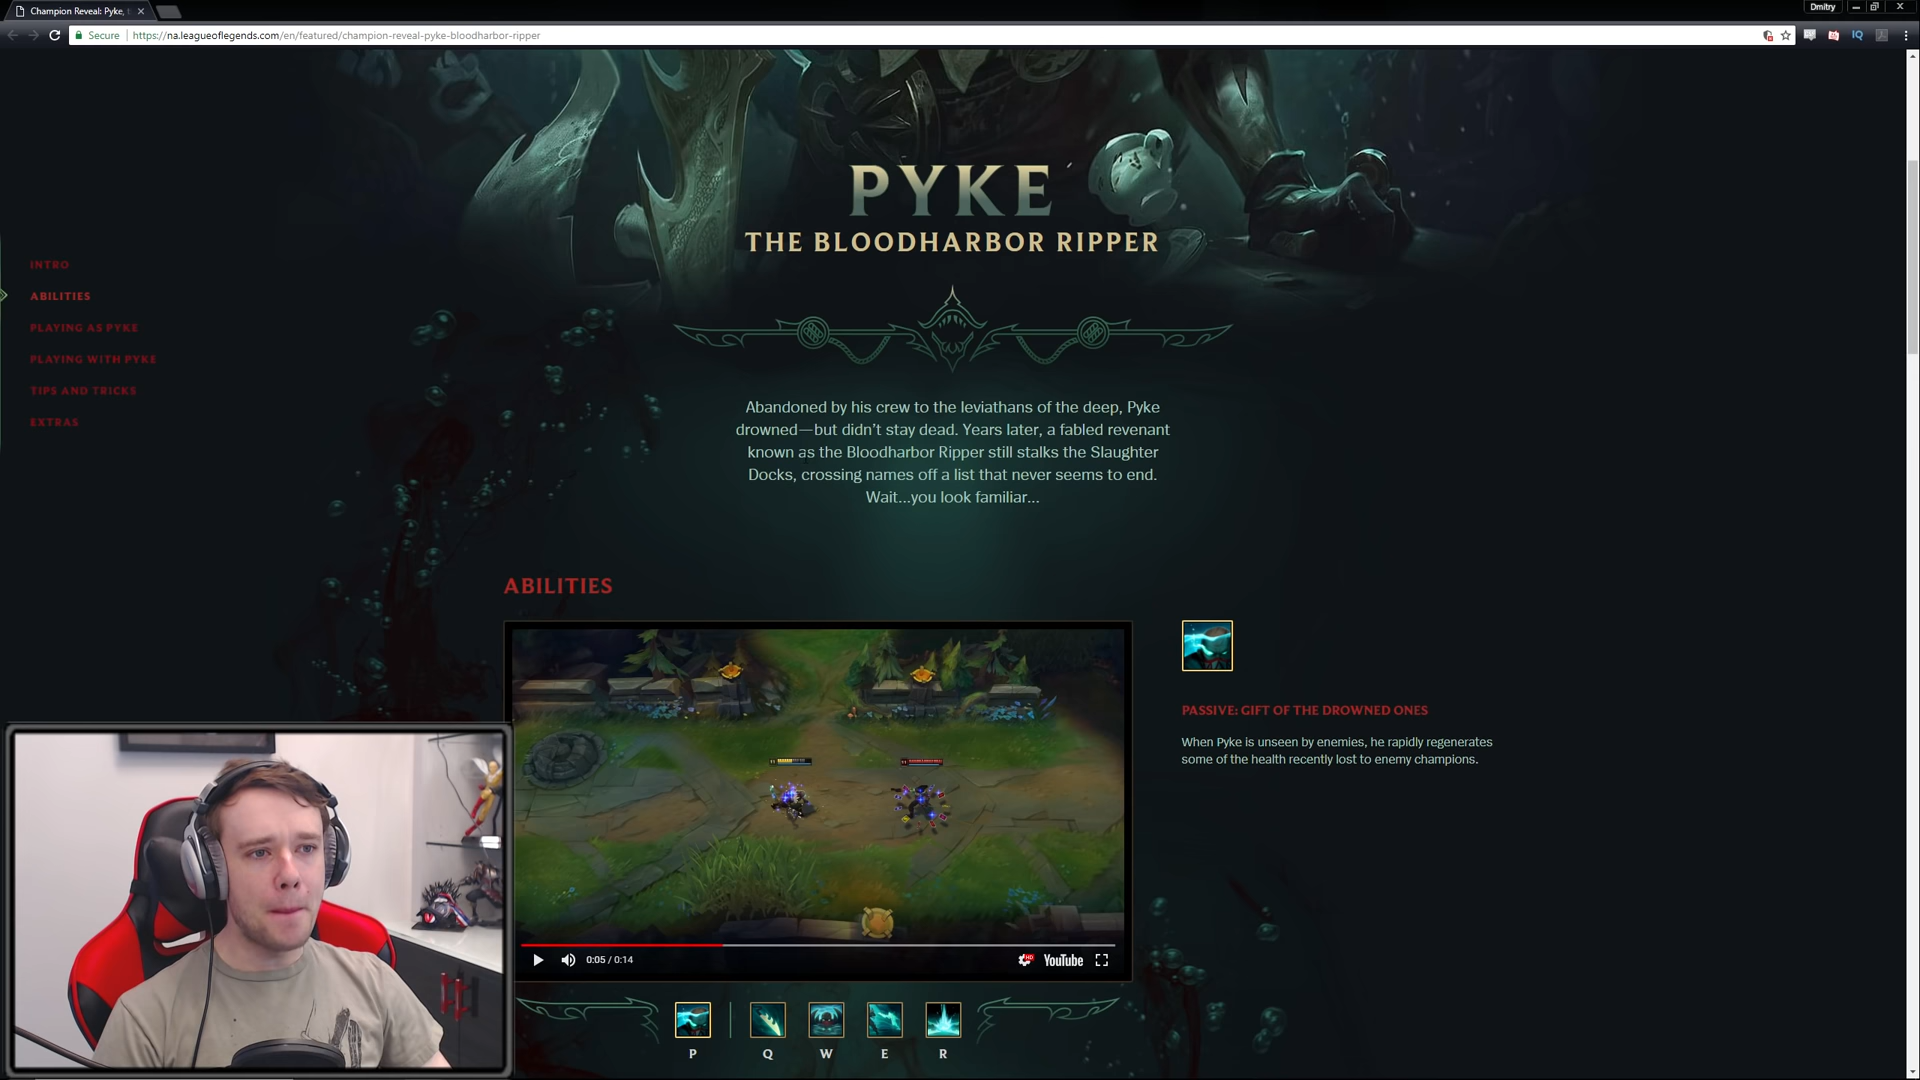 Champion Reveal: Pyke,
Dmitry
Secure
https://na.leagueoflegends.com/en/featured/champion-reveal-pyke-bloodharbor-ripper
IQ
PYKE
THE BLOODHARBOR RIPPER
INTRO
ABILITIES
PLAYING AS PYKE
PLAYING WITH PYKE
TIPS AND TRICKS
EXTRAS
Abandoned by his crew to the leviathans of the deep, Pyke
drowned—but didn't stay dead. Years later, a fabled revenant
known as the Bloodharbor Ripper still stalks the Slaughter
Docks, crossing names off a list that never seems to end.
Wait...you look familiar...
ABILITIES
PASSIVE: GIFT OF THE DROWNED ONES
When Pyke is unseen by enemies, he rapidly regenerates
some of the health recently lost to enemy champions.
0:05 / 0:14
HD
YouTube
P
Q
W
E
R